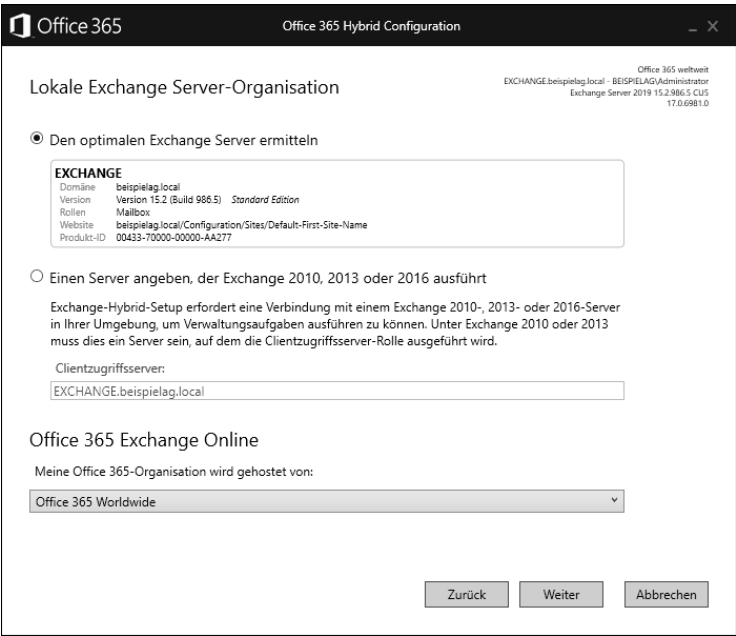 Office 365
Office 365 Hybrid Configuration
Office 365 weltweit
EXCHANGE.beispielag.local - BEISPIELAG\Administrator
Exchange Server 2019 15.2.986.5 CU5
17.0.6981.0
Lokale Exchange Server-Organisation
Den optimalen Exchange Server ermitteln
EXCHANGE
Domäne beispielag.local
Version Version 15.2 (Build 986.5) Standard Edition
Rollen Mailbox
Website beispielag.local/Configuration/Sites/Default-First-Site-Name
Produkt-ID 00433-70000-00000-AA277
Einen Server angeben, der Exchange 2010, 2013 oder 2016 ausführt
Exchange-Hybrid-Setup erfordert eine Verbindung mit einem Exchange 2010-, 2013- oder 2016-Server
in Ihrer Umgebung, um Verwaltungsaufgaben ausführen zu können. Unter Exchange 2010 oder 2013
muss dies ein Server sein, auf dem die Clientzugriffsserver-Rolle ausgeführt wird.
Clientzugriffsserver:
EXCHANGE.beispielag.local
Office 365 Exchange Online
Meine Office 365-Organisation wird gehostet von:
Office 365 Worldwide
Zurück Weiter Abbrechen